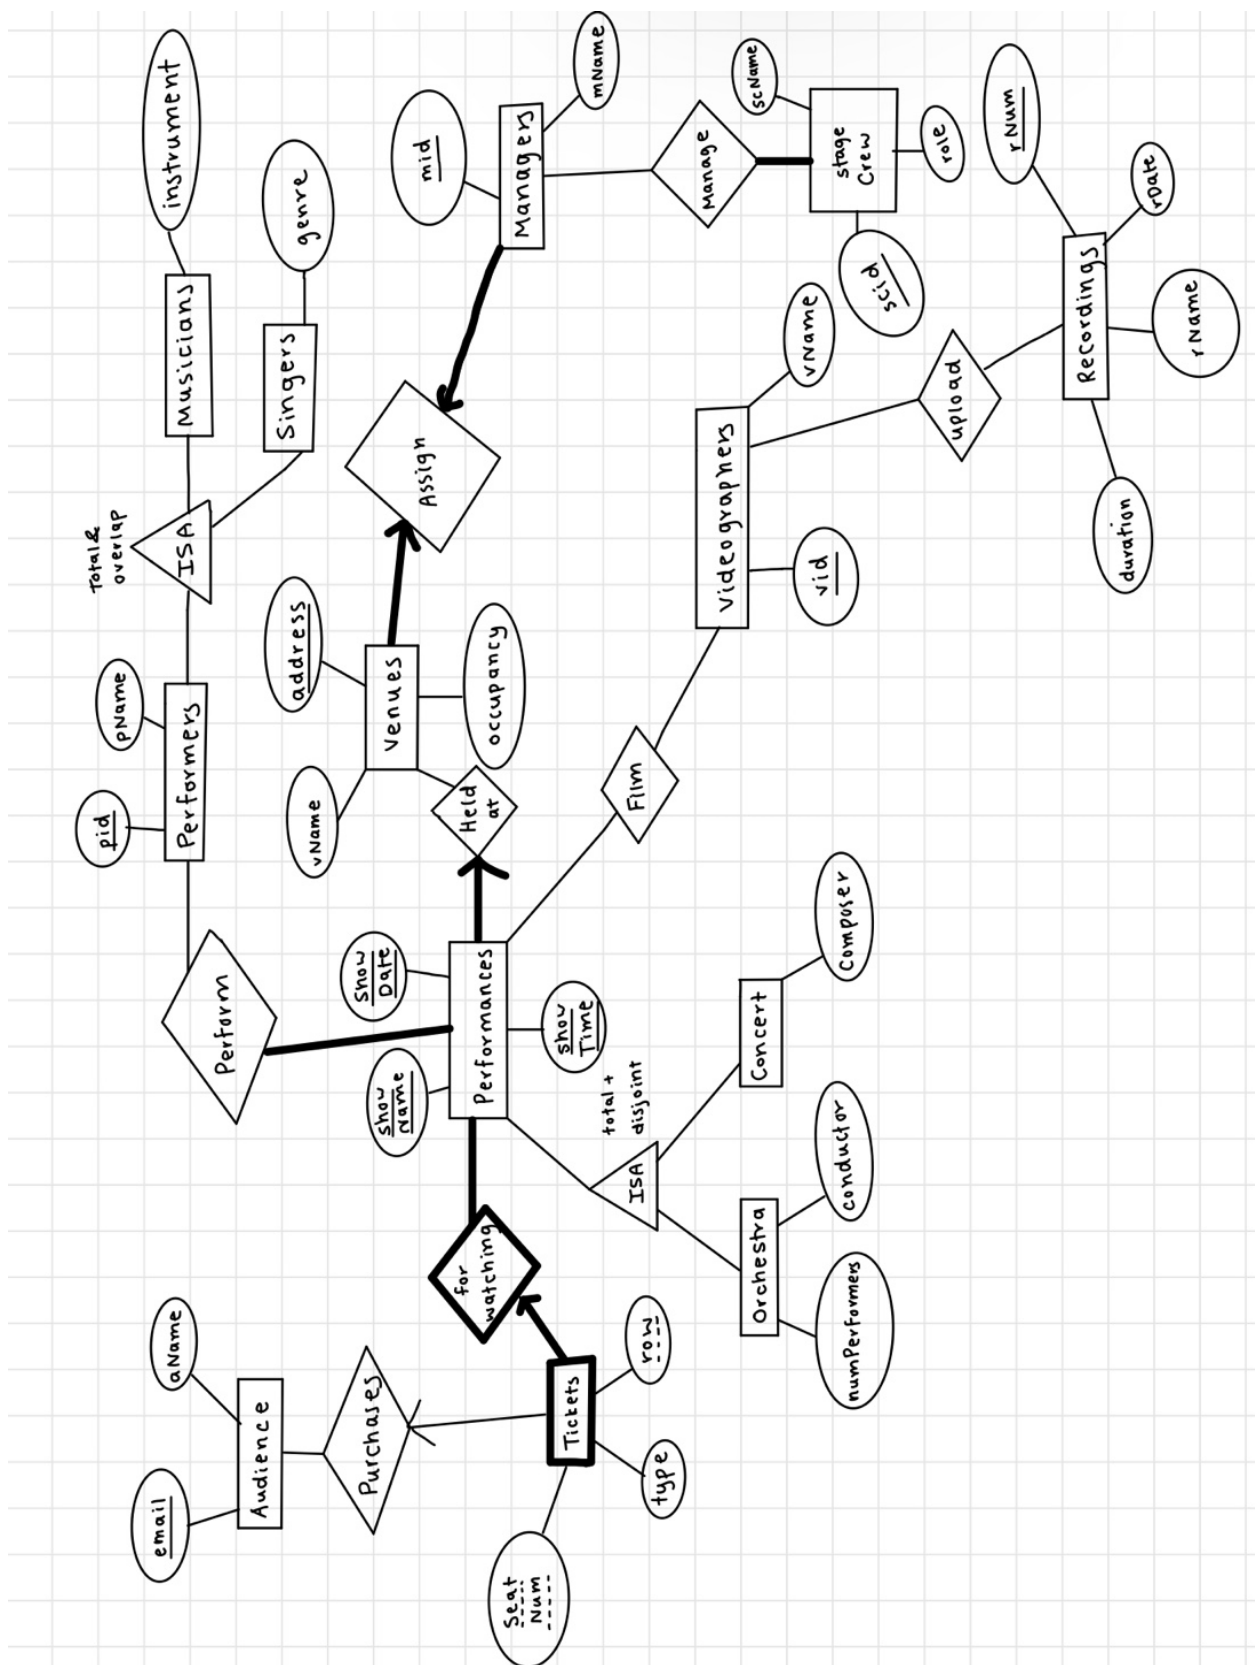 pid
pName
Total&
overlap
email
aName
Performers
ISA
Musicians
instrument
Perform
Audience
Singers
genre
vName
address
Purchases
show
Name
show
Date
Venues
Assign
mid
for
watching
Performances
Held
at
occupancy
Managers
mName
Seat
Num
Tickets
show
Time
type
row
ISA
total +
disjoint
Film
Videographers
Manage
scName
Orchestra
Concert
vid
vName
stage
Crew
numPerformers
conductor
composer
scid
role
upload
duration
Recordings
rNum
rName
rDate